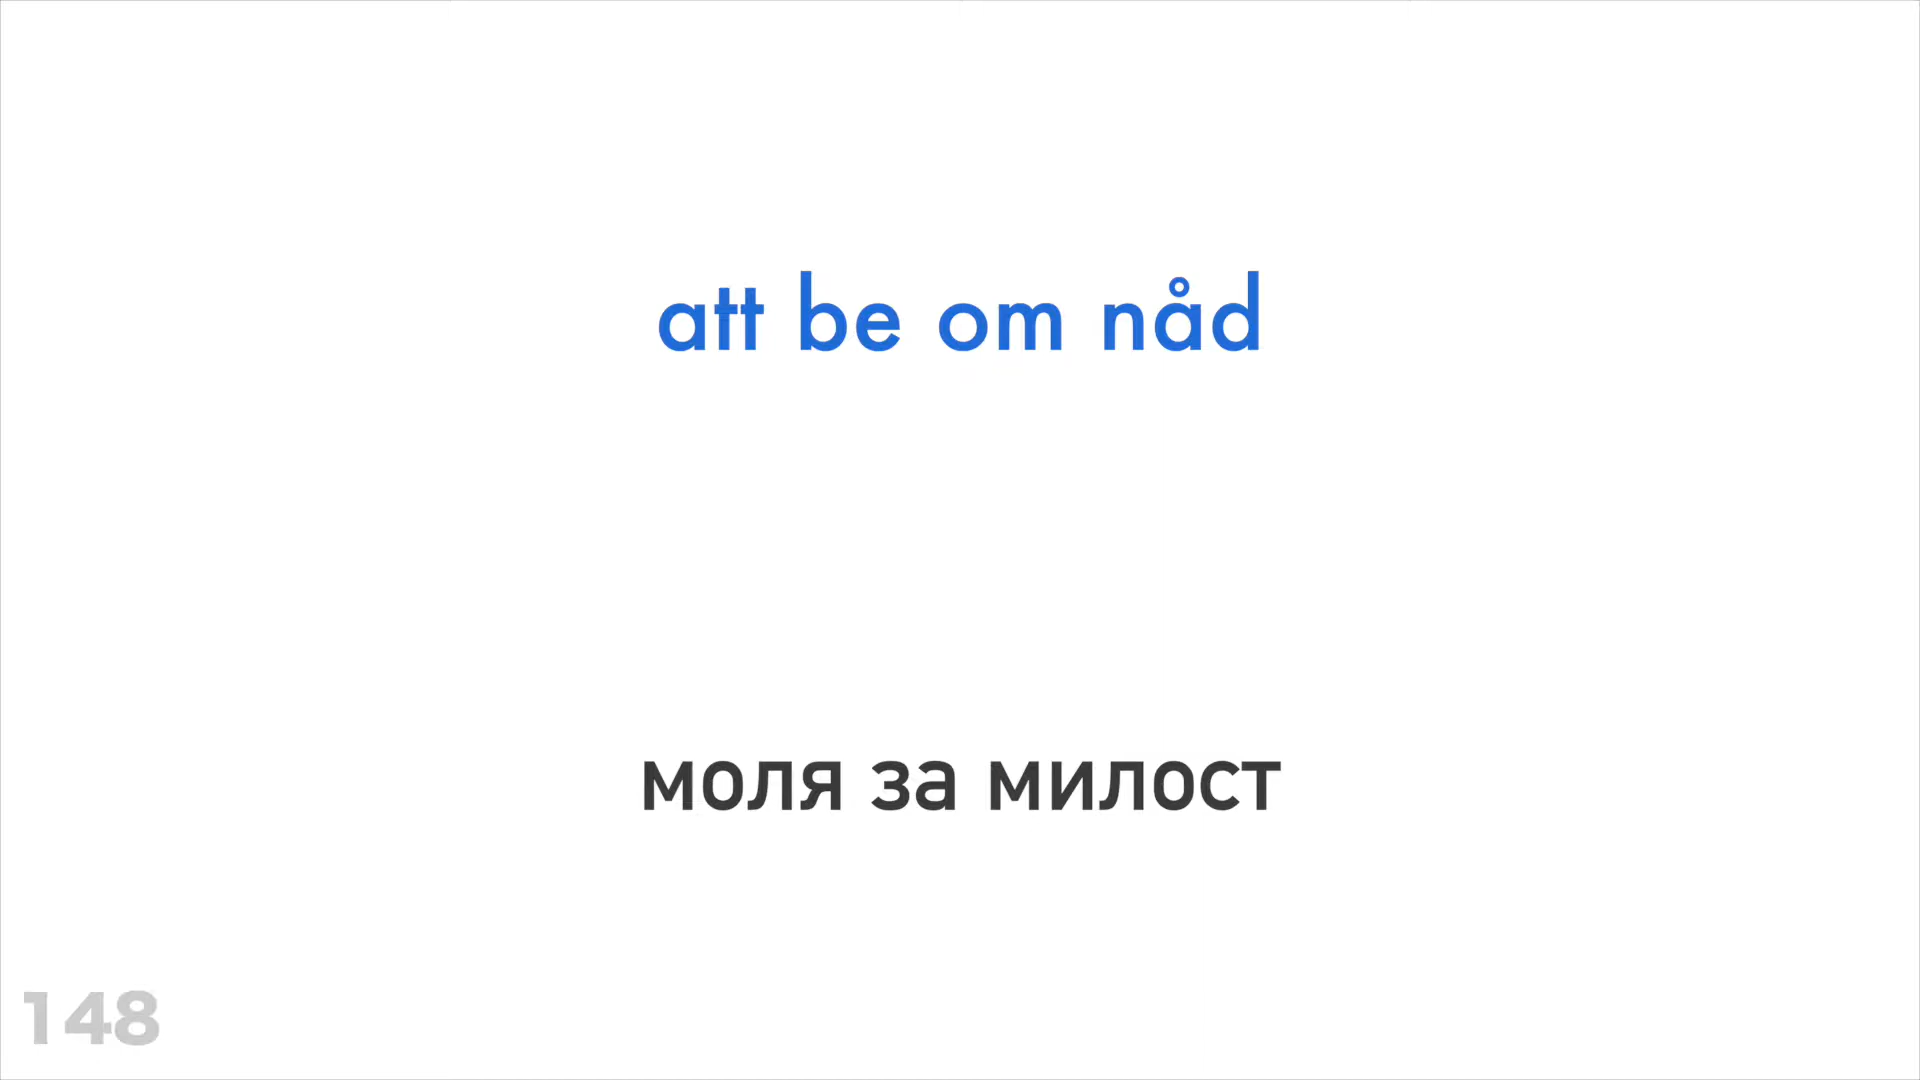 att be om nåd
моля за милост
148